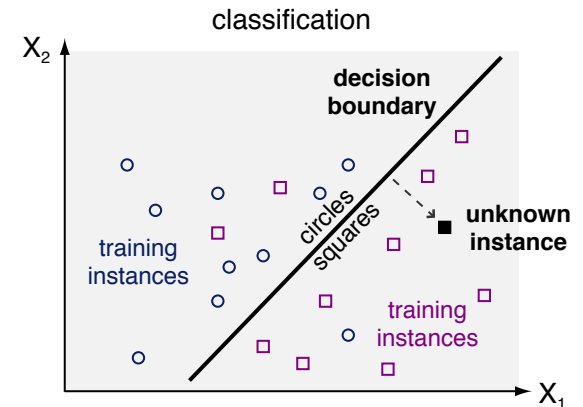 classification
X2
decision
boundary
circles
squares
unknown
instance
training
instances
training
instances
X1